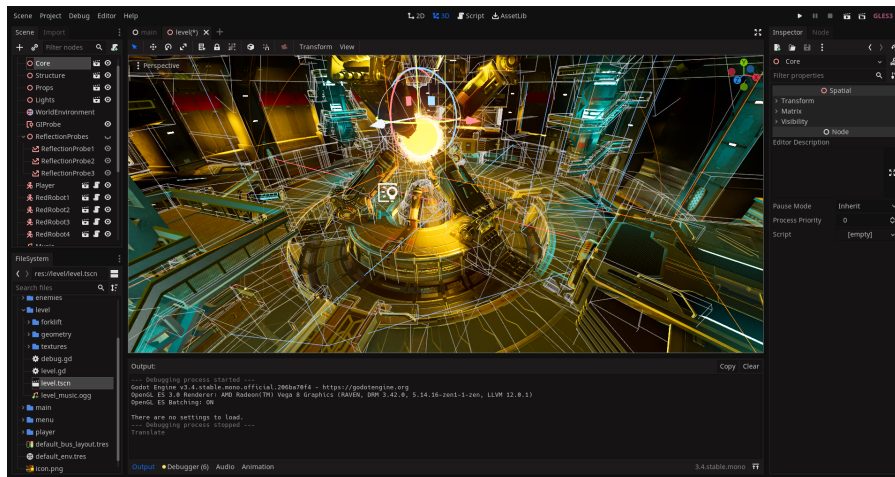 Scene Project Debug Editor Help
2D 3D Script AssetLib
GLES3
Scene Import
main level(*)
Inspector Node
Filter nodes
Transform View
Core
Structure
Props
Lights
WorldEnvironment
GIProbe
ReflectionProbes
ReflectionProbe1
ReflectionProbe2
ReflectionProbe3
Player
RedRobot1
RedRobot2
RedRobot3
RedRobot4
Music
Perspective
Y
Core
Filter properties
Spatial
Transform
Matrix
Visibility
Node
Editor Description
Pause Mode Inherit
Process Priority 0
Script [empty]
FileSystem
res://level/level.tscn
Search files
enemies
level
forklift
geometry
textures
debug.gd
level.gd
level.tscn
level_music.ogg
main
menu
player
default_bus_layout.tres
default_env.tres
icon.png
Output: Copy Clear
--- Debugging process started ---
Godot Engine v3.4.stable.mono.official.206ba70f4 - https://godotengine.org
OpenGL ES 3.0 Renderer: AMD Radeon(TM) Vega 8 Graphics (RAVEN, DRM 3.42.0, 5.14.16-zen1-1-zen, LLVM 12.0.1)
OpenGL ES Batching: ON
There are no settings to load.
--- Debugging process stopped ---
Translate
Output Debugger (6) Audio Animation 3.4.stable.mono